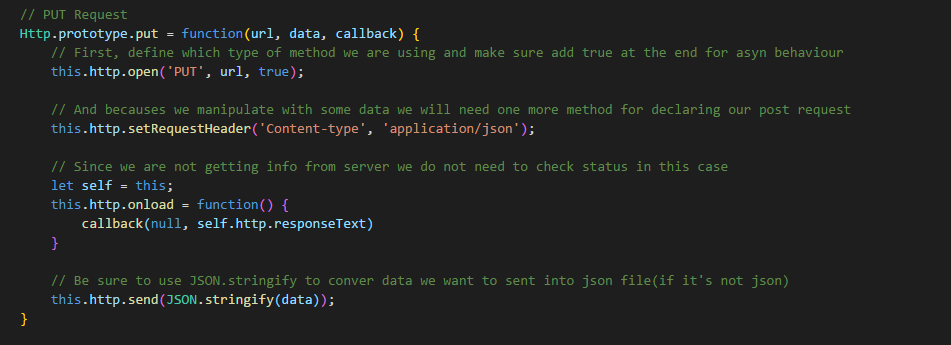 // PUT Request
Http.prototype.put = function(url, data, callback) {
    // First, define which type of method we are using and make sure add true at the end for asyn behaviour
    this.http.open('PUT', url, true);

    // And becauses we manipulate with some data we will need one more method for declaring our post request
    this.http.setRequestHeader('Content-type', 'application/json');

    // Since we are not getting info from server we do not need to check status in this case
    let self = this;
    this.http.onload = function() {
        callback(null, self.http.responseText)
    }

    // Be sure to use JSON.stringify to conver data we want to sent into json file(if it's not json)
    this.http.send(JSON.stringify(data));
}